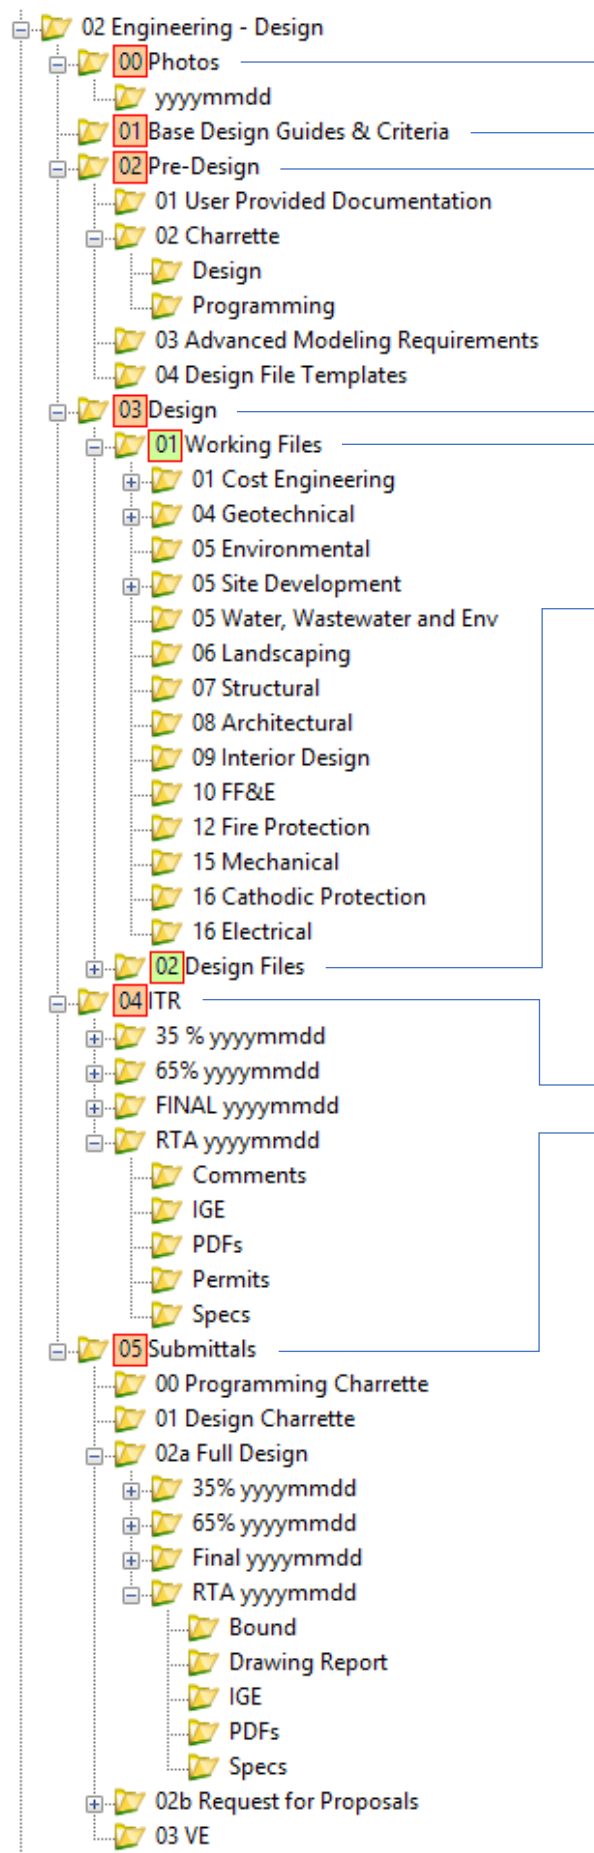 02 Engineering - Design
00 Photos
yyyymmdd
01 Base Design Guides & Criteria
02 Pre-Design
01 User Provided Documentation
02 Charrette
Design
Programming
03 Advanced Modeling Requirements
04 Design File Templates
03 Design
01 Working Files
01 Cost Engineering
04 Geotechnical
05 Environmental
05 Site Development
05 Water, Wastewater and Env
06 Landscaping
07 Structural
08 Architectural
09 Interior Design
10 FF&E
12 Fire Protection
15 Mechanical
16 Cathodic Protection
16 Electrical
02 Design Files
04 ITR
35 % yyyymmdd
65% yyyymmdd
FINAL yyyymmdd
RTA yyyymmdd
Comments
IGE
PDFs
Permits
Specs
05 Submittals
00 Programming Charrette
01 Design Charrette
02a Full Design
35% yyyymmdd
65% yyyymmdd
Final yyyymmdd
RTA yyyymmdd
Bound
Drawing Report
IGE
PDFs
Specs
02b Request for Proposals
03 VE